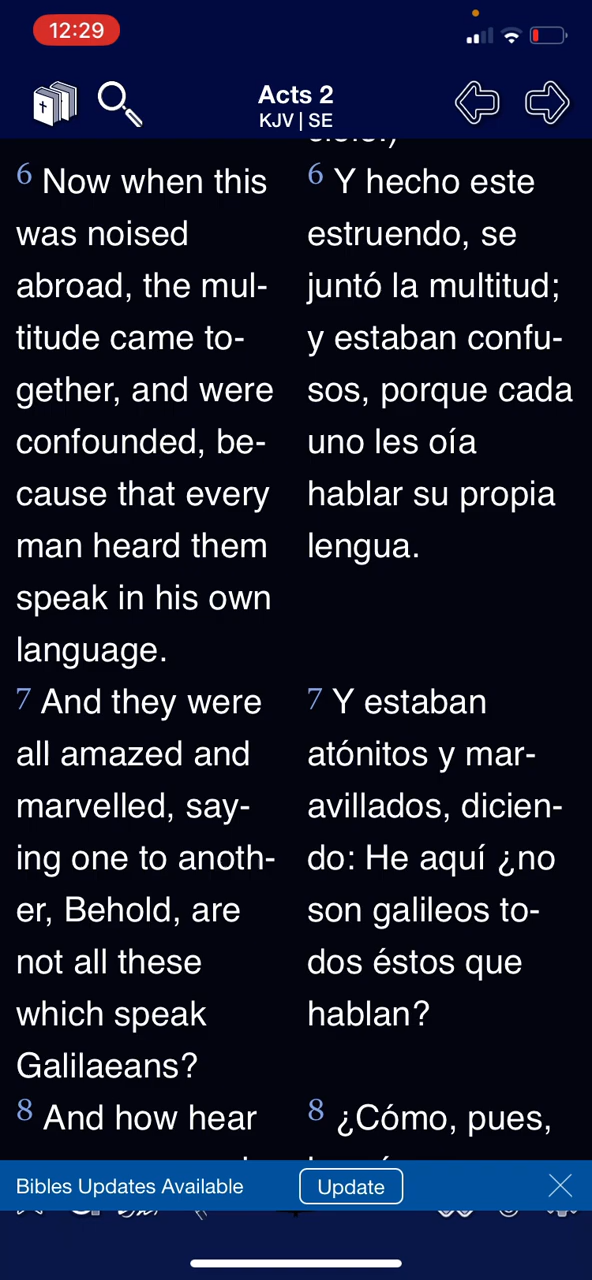 12:29
Acts 2
KJV | SE
6 Now when this
was noised
abroad, the mul-
titude came to-
gether, and were
confounded, be-
cause that every
man heard them
speak in his own
language.
7 And they were
all amazed and
marvelled, say-
ing one to anoth-
er, Behold, are
not all these
which speak
Galilaeans?
8 And how hear
6 Y hecho este
estruendo, se
juntó la multitud;
y estaban confu-
sos, porque cada
uno les oía
hablar su propia
lengua.
7 Y estaban
atónitos y mar-
avillados, dicien-
do: He aquí ¿no
son galileos to-
dos éstos que
hablan?
8 ¿Cómo, pues,
Bibles Updates Available
Update